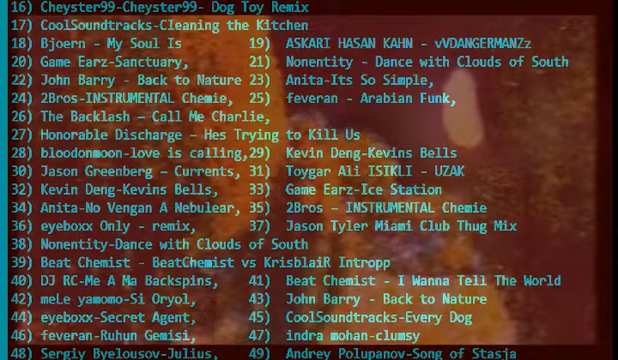 16) Cheyster99-Cheyster99- Dog Toy Remix
17) CoolSoundtracks-Cleaning the Kitchen
18) Bjoern - My Soul Is 19) ASKARI HASAN KAHN - vVDANGERMANZz
20) Game Earz-Sanctuary, 21) Nonentity - Dance with Clouds of South
22) John Barry - Back to Nature 23) Anita-Its So Simple,
24) 2Bros-INSTRUMENTAL Chemie, 25) feveran - Arabian Funk,
26) The Backlash – Call Me Charlie,
27) Honorable Discharge – Hes Trying to Kill Us
28) bloodonmoon-love is calling,29) Kevin Deng-Kevins Bells
30) Jason Greenberg – Currents, 31) Toygar Ali ISIKLI - UZAK
32) Kevin Deng-Kevins Bells, 33) Game Earz-Ice Station
34) Anita-No Vengan A Nebulear, 35) 2Bros – INSTRUMENTAL Chemie
36) eyeboxx Only - remix, 37) Jason Tyler Miami Club Thug Mix
38) Nonentity-Dance with Clouds of South
39) Beat Chemist - BeatChemist vs KrisblaiR Intropp
40) DJ RC-Me A Ma Backspins, 41) Beat Chemist - I Wanna Tell The World
42) meLe yamomo-Si Oryol, 43) John Barry - Back to Nature
44) eyeboxx-Secret Agent, 45) CoolSoundtracks-Every Dog
46) feveran-Ruhun Gemisi, 47) indra mohan-clumsy
48) Sergiy Byelousov-Julius, 49) Andrey Polupanov-Song of Stasja